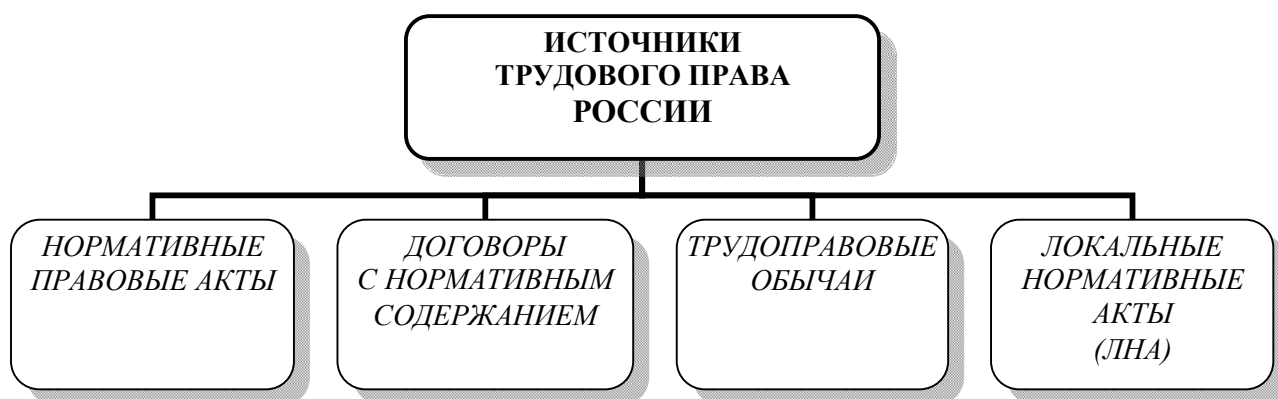 ИСТОЧНИКИ
ТРУДОВОГО ПРАВА
РОССИИ
НОРМАТИВНЫЕ
ПРАВОВЫЕ АКТЫ
ДОГОВОРЫ
С НОРМАТИВНЫМ
СОДЕРЖАНИЕМ
ТРУДОПРАВОВЫЕ
ОБЫЧАИ
ЛОКАЛЬНЫЕ
НОРМАТИВНЫЕ
АКТЫ
(ЛНА)